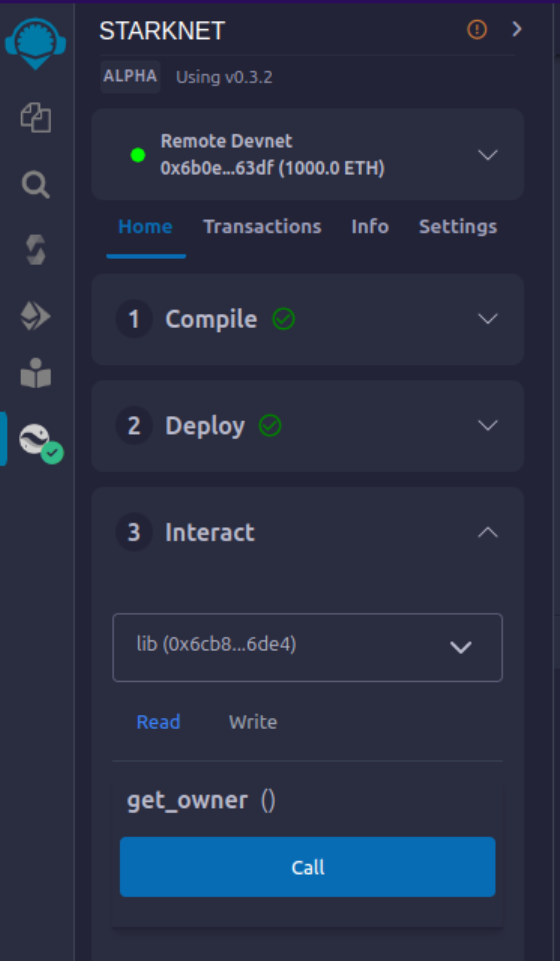 STARKNET
ALPHA Using v0.3.2
Remote Devnet
0x6b0e...63df (1000.0 ETH)
Home Transactions Info Settings
1 Compile
2 Deploy
3 Interact
lib (0x6cb8...6de4)
Read Write
get_owner ()
Call